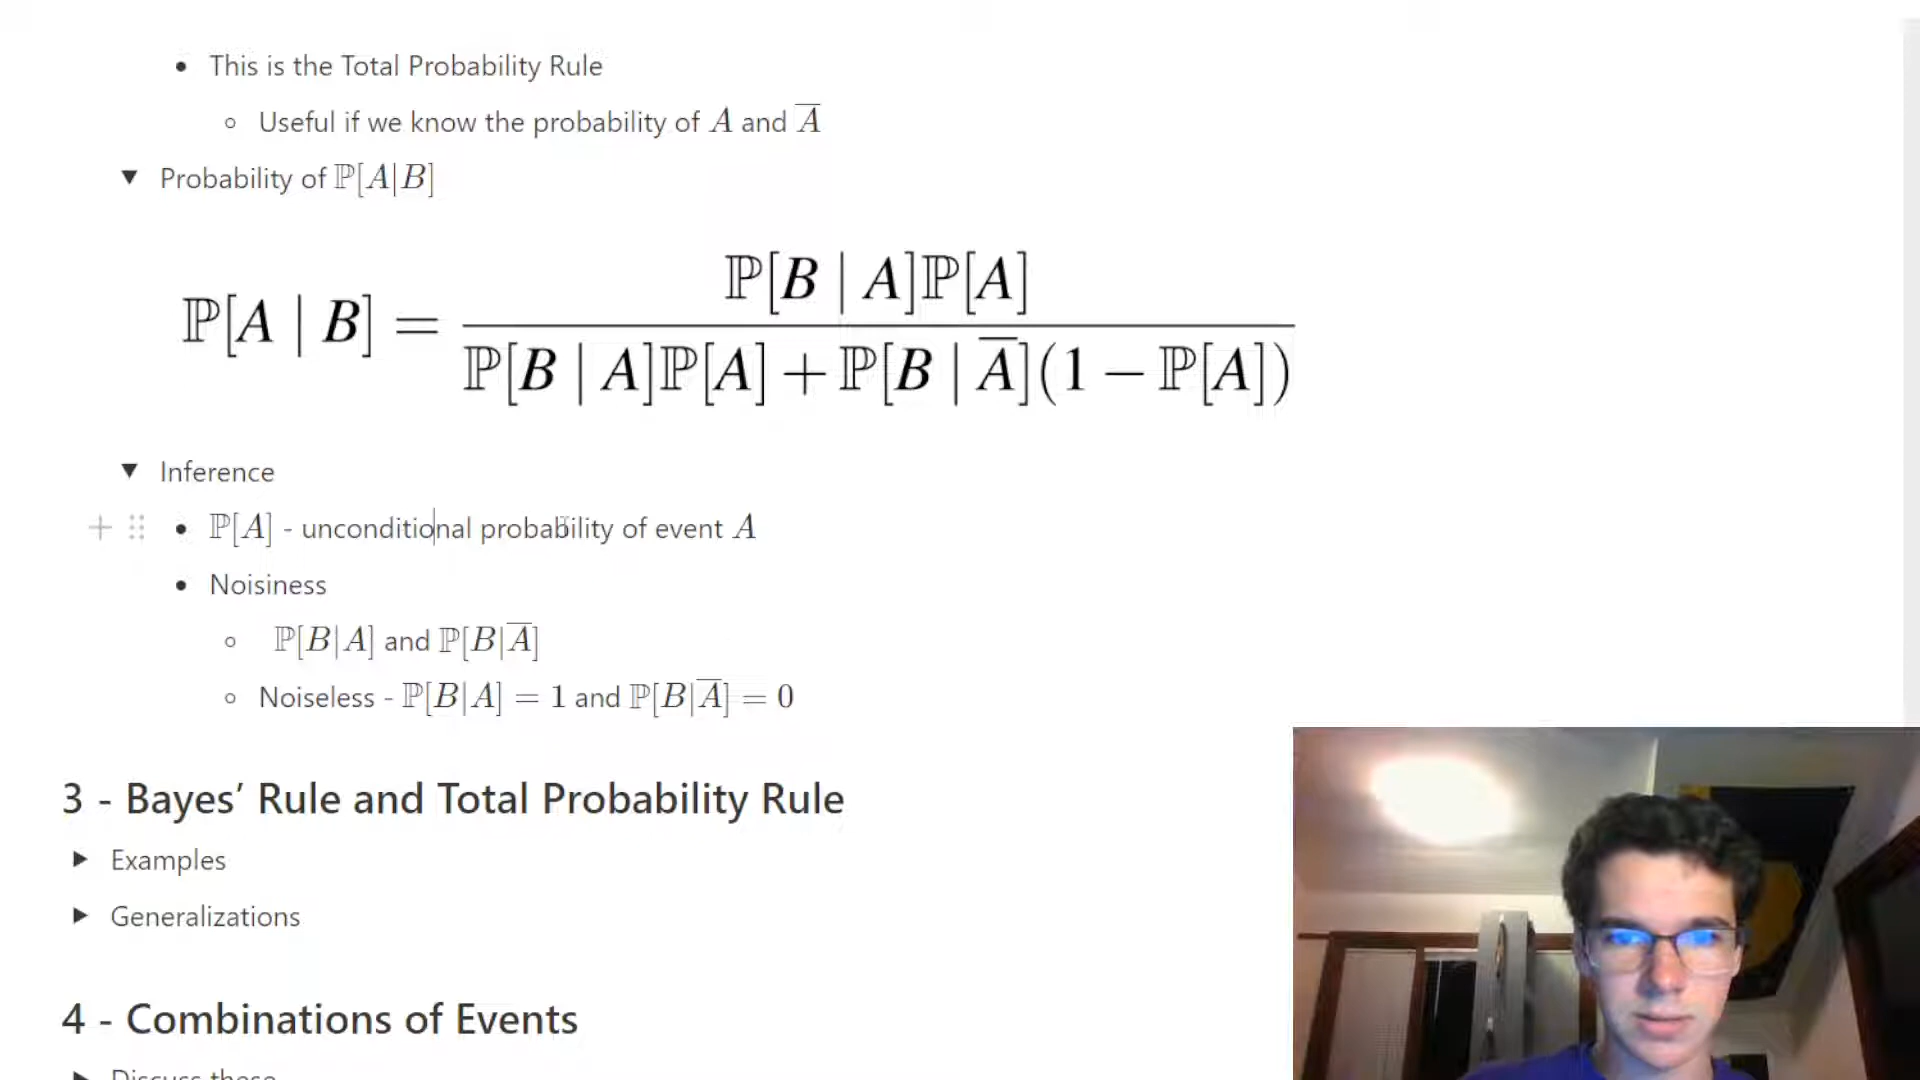 • This is the Total Probability Rule
◦ Useful if we know the probability of A and A̅
▼ Probability of ℙ[A|B]
ℙ[A | B] = ℙ[B | A]ℙ[A] / (ℙ[B | A]ℙ[A] + ℙ[B | A̅](1 − ℙ[A]))
▼ Inference
• ℙ[A] - unconditional probability of event A
• Noisiness
◦ ℙ[B|A] and ℙ[B|A̅]
◦ Noiseless - ℙ[B|A] = 1 and ℙ[B|A̅] = 0
3 - Bayes’ Rule and Total Probability Rule
▶ Examples
▶ Generalizations
4 - Combinations of Events
▶ Discuss these